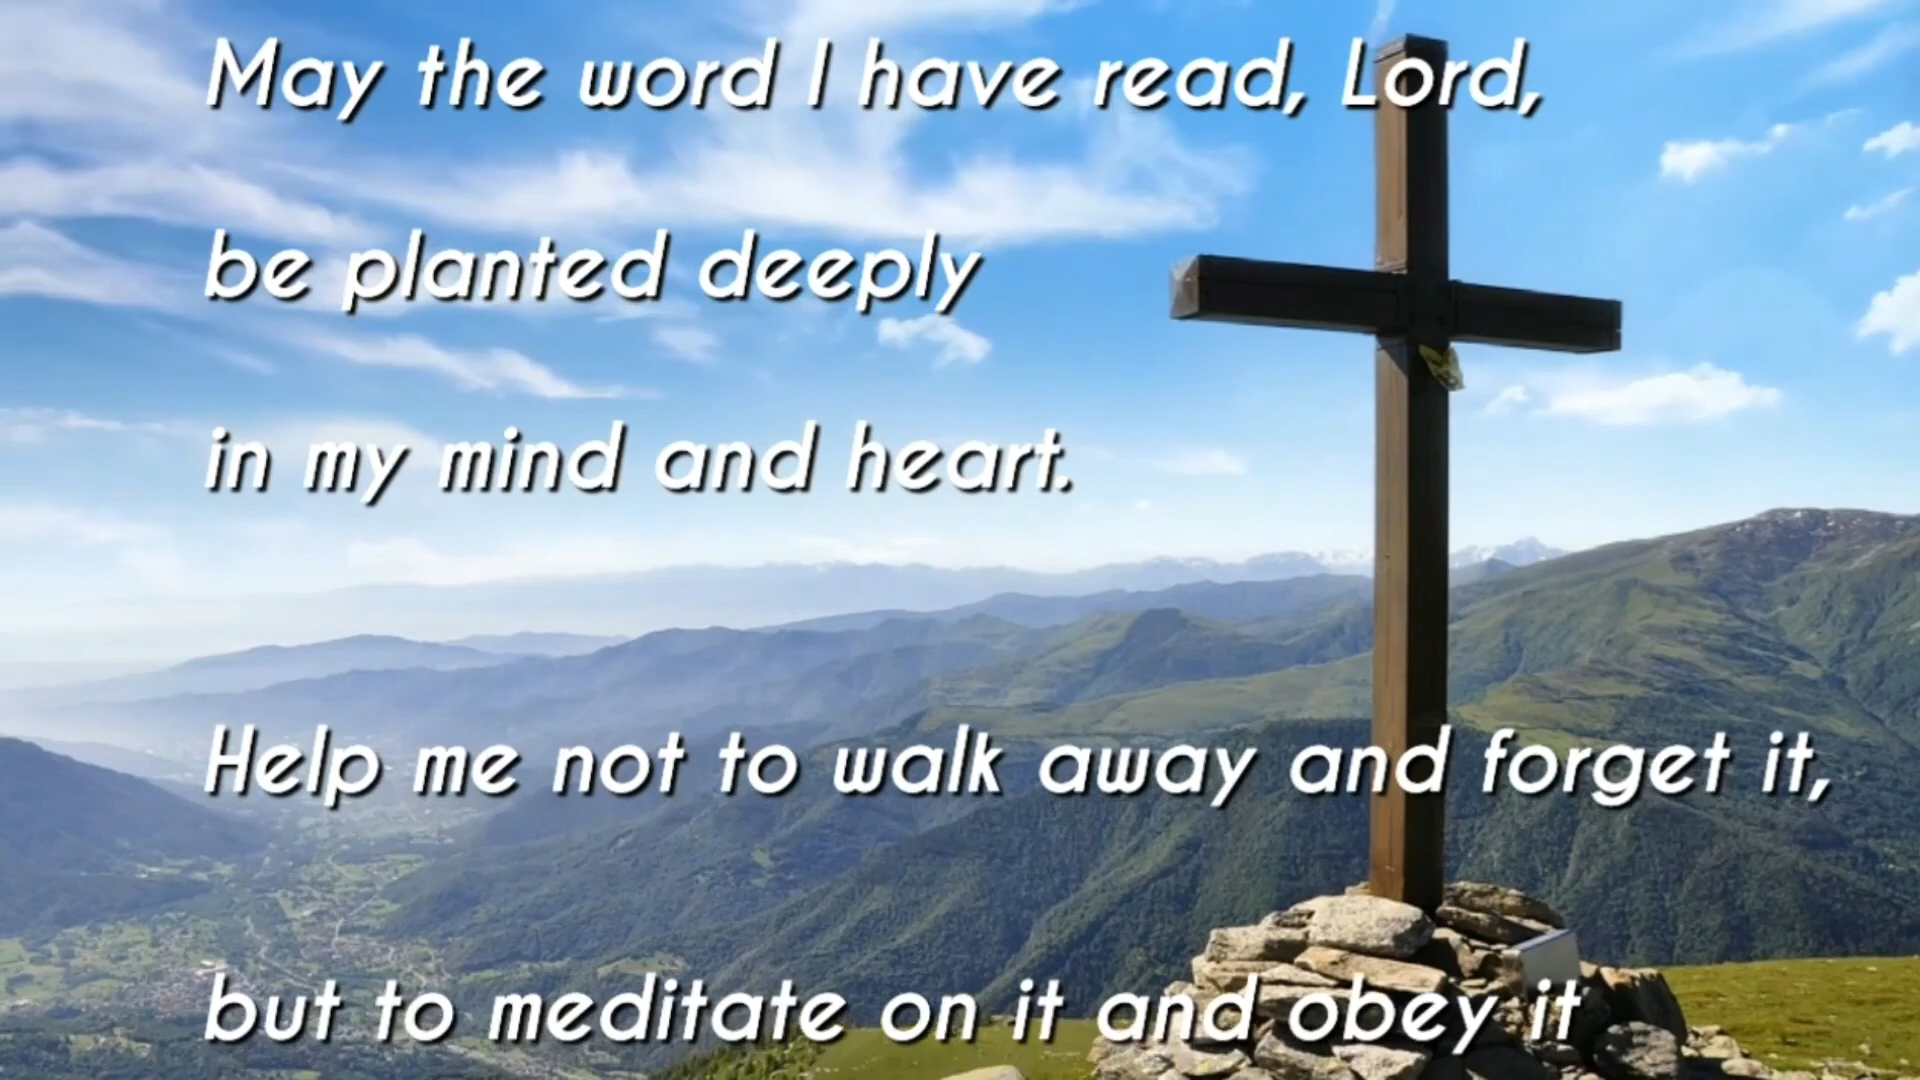 May the word I have read, Lord,
be planted deeply
in my mind and heart.
Help me not to walk away and forget it,
but to meditate on it and obey it